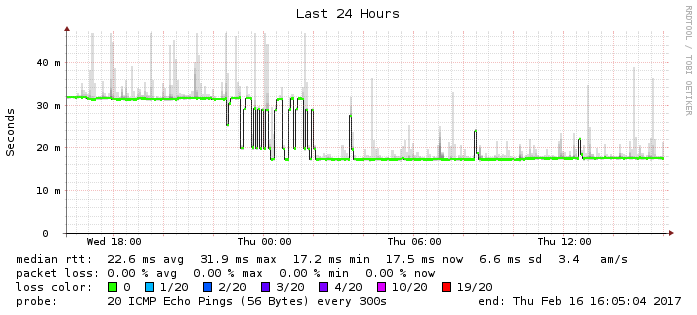 Last 24 Hours
RRDTOOL / TOBI OETIKER
Seconds
40 m
30 m
20 m
10 m
0
Wed 18:00 Thu 00:00 Thu 06:00 Thu 12:00
median rtt: 22.6 ms avg 31.9 ms max 17.2 ms min 17.5 ms now 6.6 ms sd 3.4 am/s
packet loss: 0.00 % avg 0.00 % max 0.00 % min 0.00 % now
loss color: 0 1/20 2/20 3/20 4/20 10/20 19/20
probe: 20 ICMP Echo Pings (56 Bytes) every 300s end: Thu Feb 16 16:05:04 2017